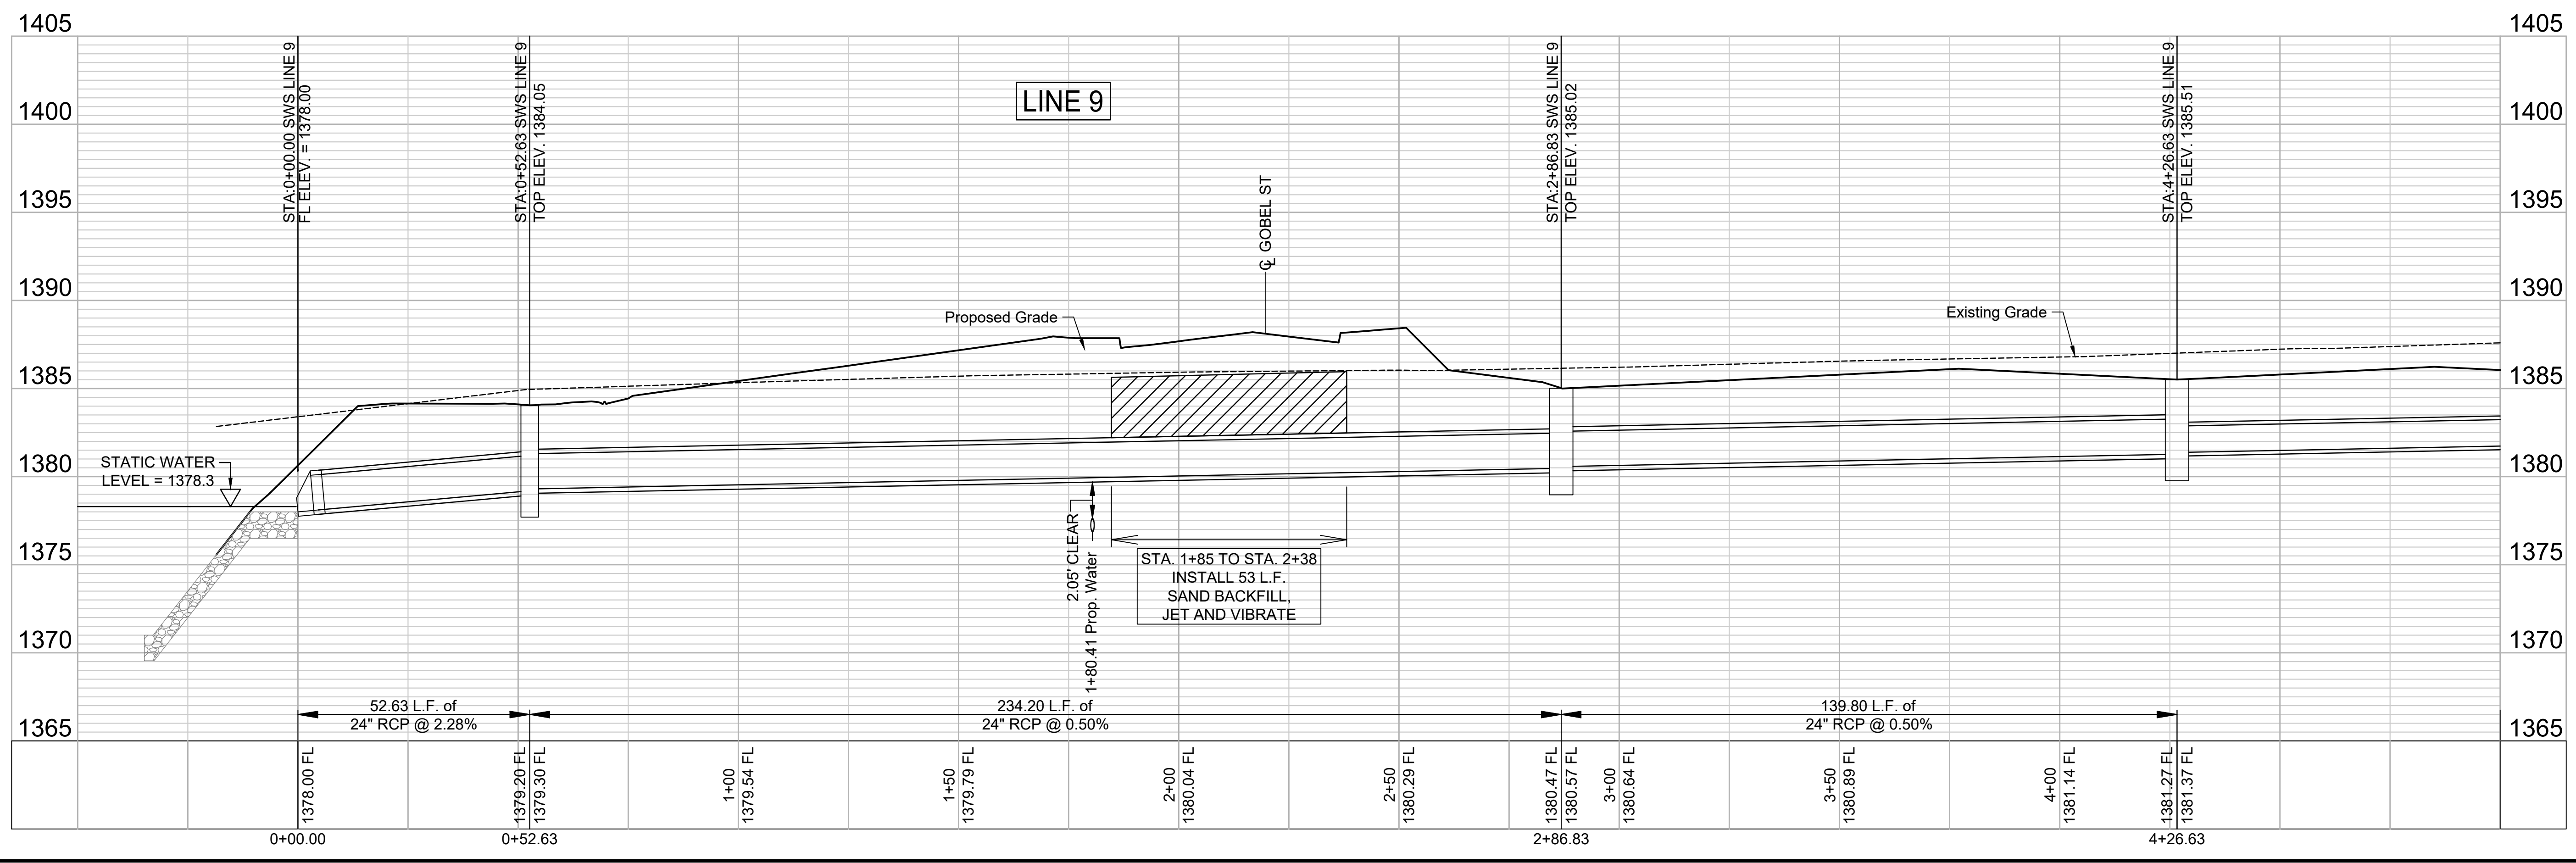 1405
1400
1395
1390
1385
1380
1375
1370
1365
1405
1400
1395
1390
1385
1380
1375
1370
1365
STA:0+00.00 SWS LINE 9
FL ELEV. = 1378.00
STA:0+52.63 SWS LINE 9
TOP ELEV. 1384.05
LINE 9
℄ GOBEL ST
STA:2+86.83 SWS LINE 9
TOP ELEV. 1385.02
STA:4+26.63 SWS LINE 9
TOP ELEV. 1385.51
Proposed Grade
Existing Grade
STATIC WATER
LEVEL = 1378.3
2.05' CLEAR
1+80.41 Prop. Water
STA. 1+85 TO STA. 2+38
INSTALL 53 L.F.
SAND BACKFILL,
JET AND VIBRATE
52.63 L.F. of
24" RCP @ 2.28%
234.20 L.F. of
24" RCP @ 0.50%
139.80 L.F. of
24" RCP @ 0.50%
1378.00 FL
1379.20 FL
1379.30 FL
1+00
1379.54 FL
1+50
1379.79 FL
2+00
1380.04 FL
2+50
1380.29 FL
1380.47 FL
1380.57 FL
3+00
1380.64 FL
3+50
1380.89 FL
4+00
1381.14 FL
1381.27 FL
1381.37 FL
0+00.00
0+52.63
2+86.83
4+26.63